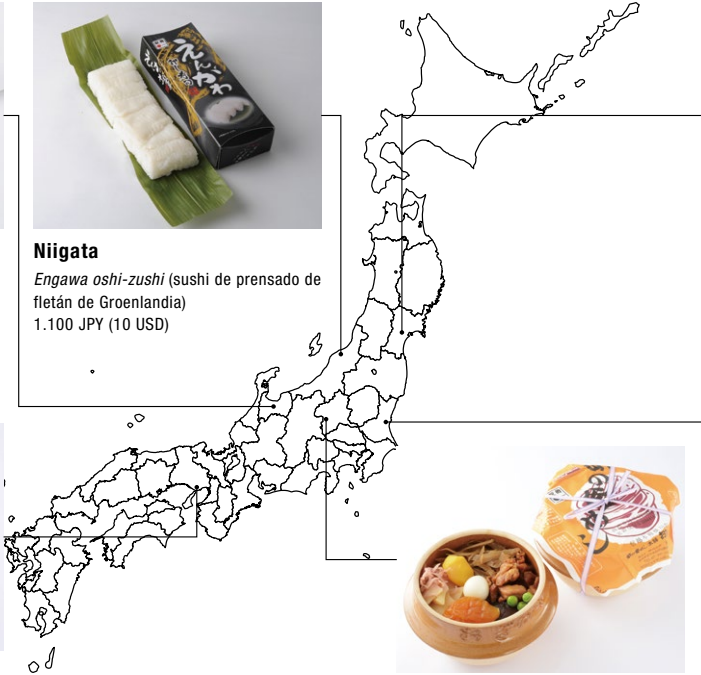 えんがわ
Niigata
Engawa oshi-zushi (sushi de prensado de
fletán de Groenlandia)
1.100 JPY (10 USD)